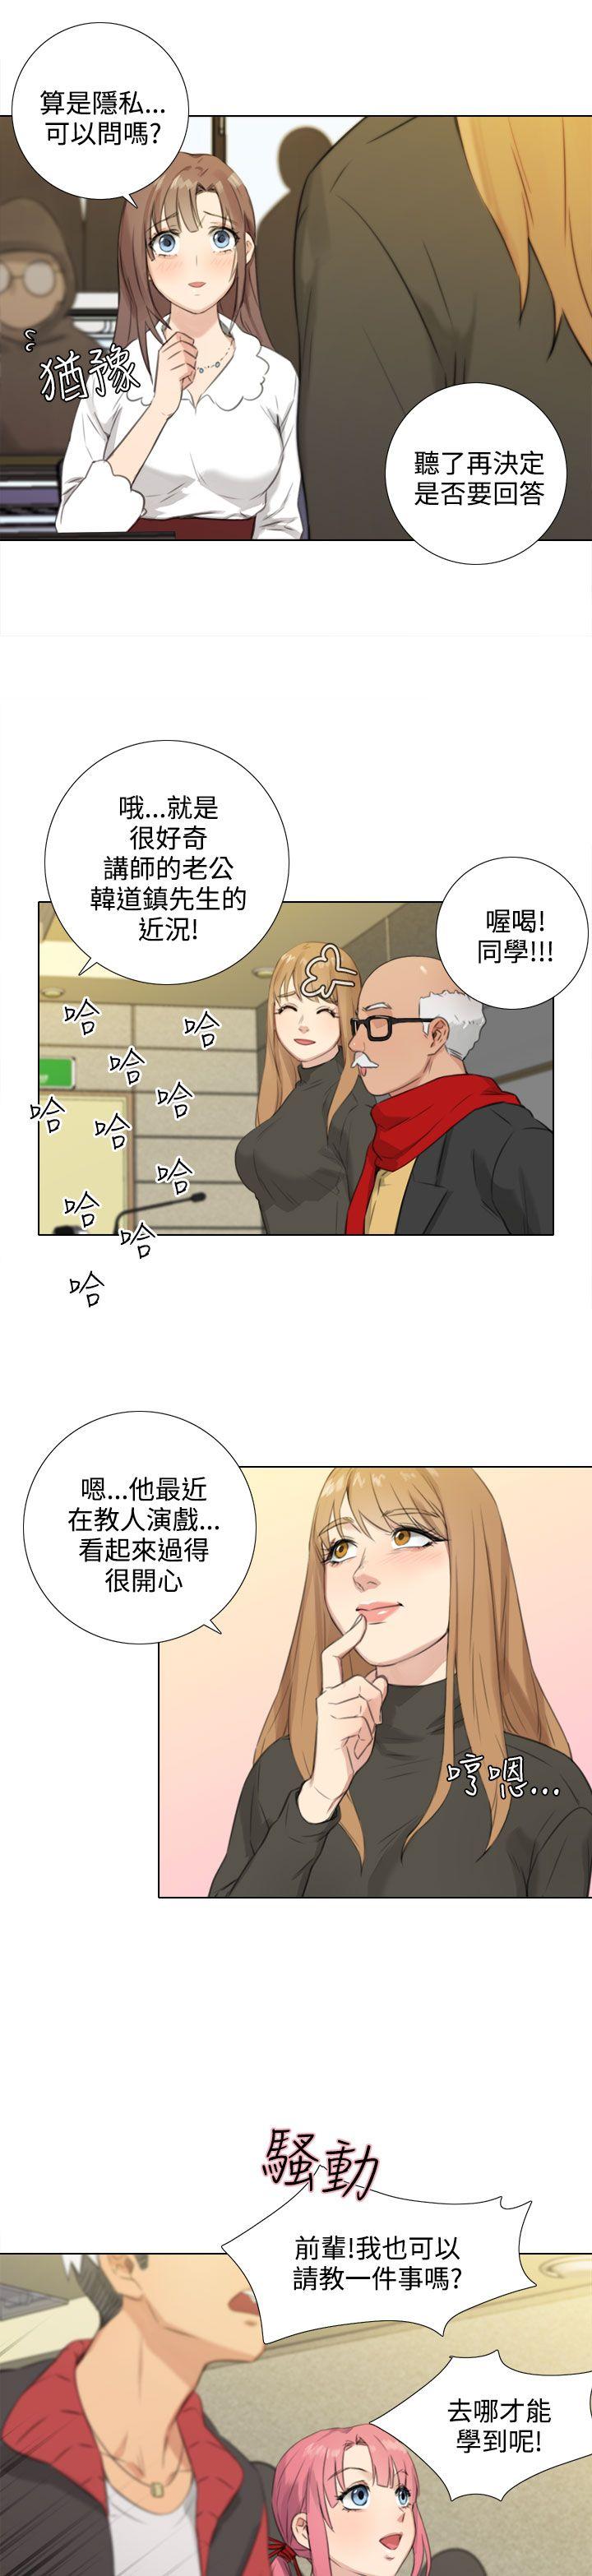 算是隱私...
可以問嗎?
猶豫
聽了再決定
是否要回答
哦...就是
很好奇
講師的老公
韓道鎮先生的
近況!
喔喝!
同學!!!
哈
哈
哈
哈
哈
哈
哈
哈
哈
哈
嗯...他最近
在教人演戲...
看起來過得
很開心
哼嗯...
騷動
前輩!我也可以
請教一件事嗎?
去哪才能
學到呢!